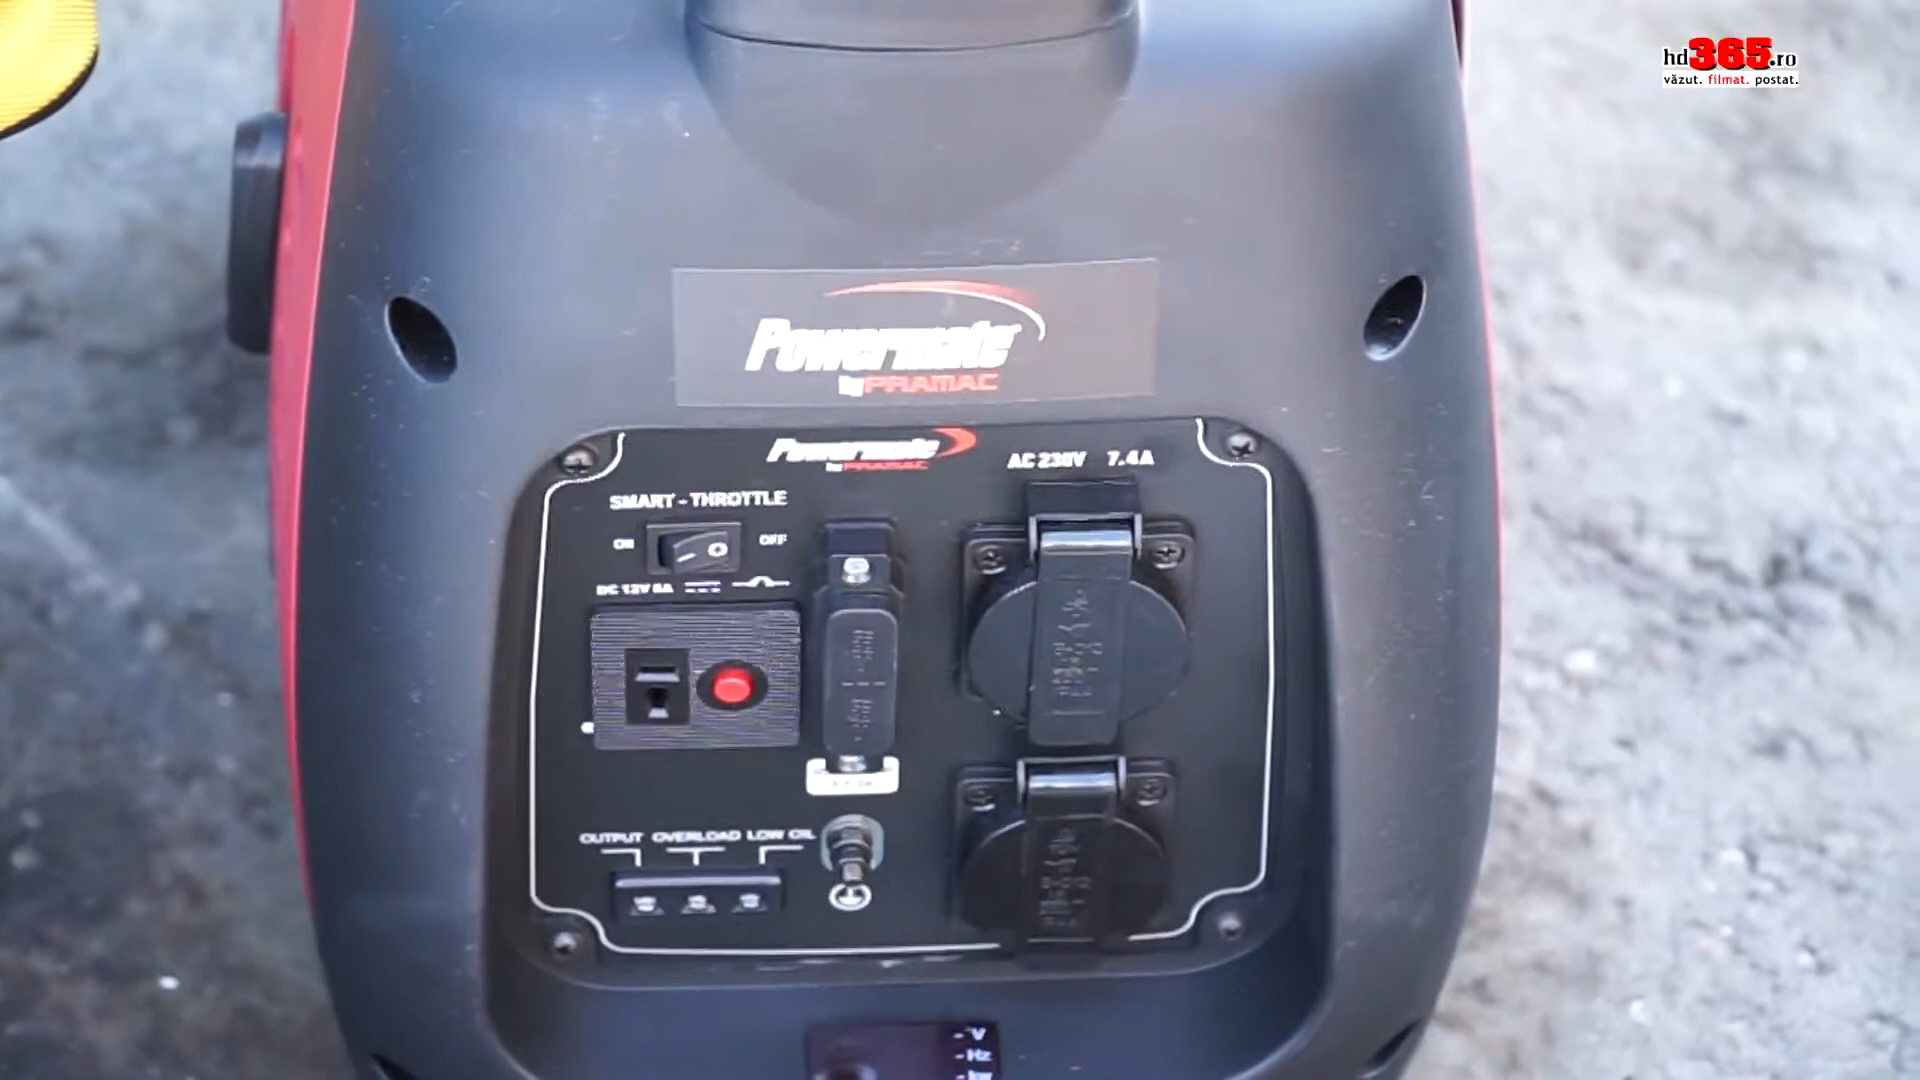 hd365.ro
văzut. filmat. postat.
Powermate
by PRAMAC
Powermate
by PRAMAC
AC 230V 7.4A
SMART - THROTTLE
ON
OFF
DC 12V 8A
OUTPUT OVERLOAD LOW OIL
- V
- Hz